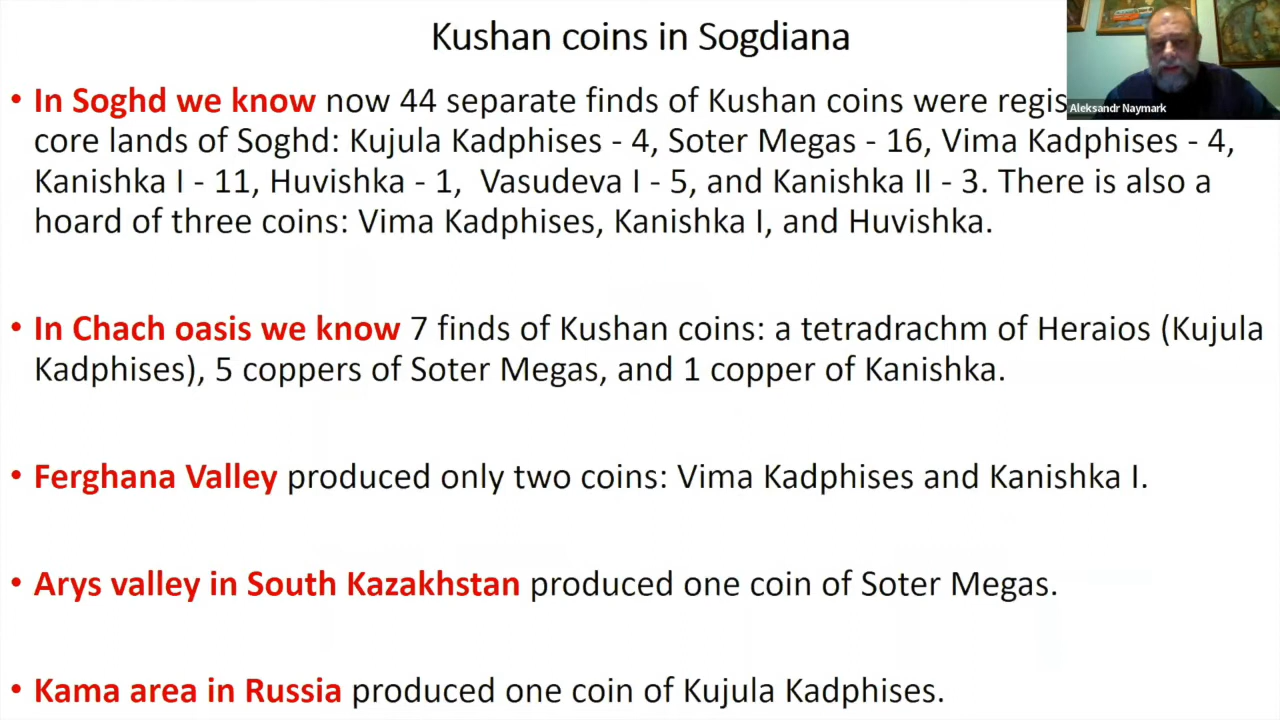 Kushan coins in Sogdiana
• In Soghd we know now 44 separate finds of Kushan coins were regis
Aleksandr Naymark
core lands of Soghd: Kujula Kadphises - 4, Soter Megas - 16, Vima Kadphises - 4,
Kanishka I - 11, Huvishka - 1, Vasudeva I - 5, and Kanishka II - 3. There is also a
hoard of three coins: Vima Kadphises, Kanishka I, and Huvishka.
• In Chach oasis we know 7 finds of Kushan coins: a tetradrachm of Heraios (Kujula
Kadphises), 5 coppers of Soter Megas, and 1 copper of Kanishka.
• Ferghana Valley produced only two coins: Vima Kadphises and Kanishka I.
• Arys valley in South Kazakhstan produced one coin of Soter Megas.
• Kama area in Russia produced one coin of Kujula Kadphises.